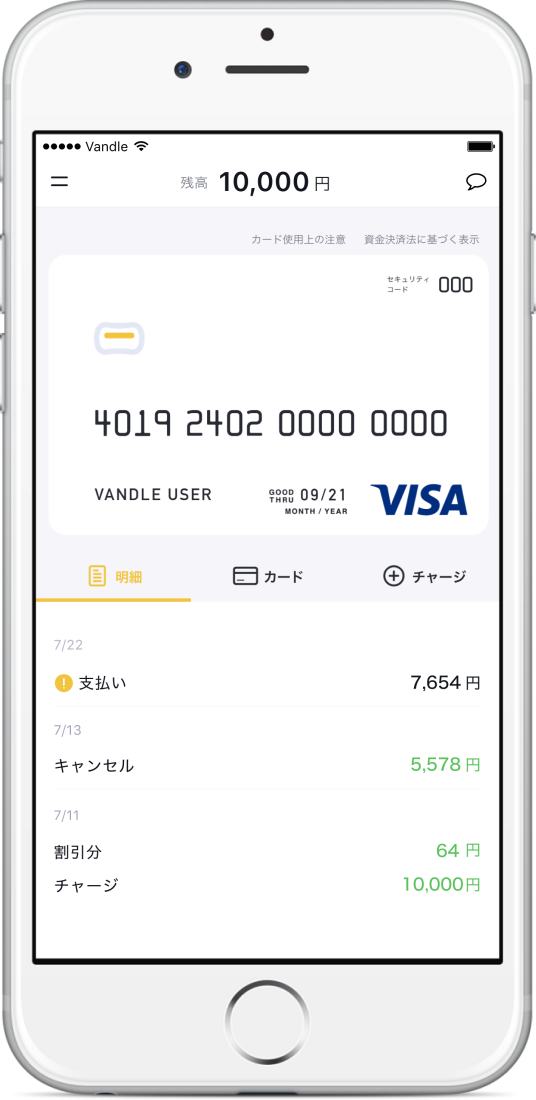 Vandle
残高 10,000 円
カード使用上の注意 資金決済法に基づく表示
セキュリティ
コード 000
4019 2402 0000 0000
VANDLE USER
GOOD
THRU 09/21
MONTH / YEAR
VISA
明細 カード チャージ
7/22
支払い 7,654 円
7/13
キャンセル 5,578 円
7/11
割引分 64 円
チャージ 10,000円